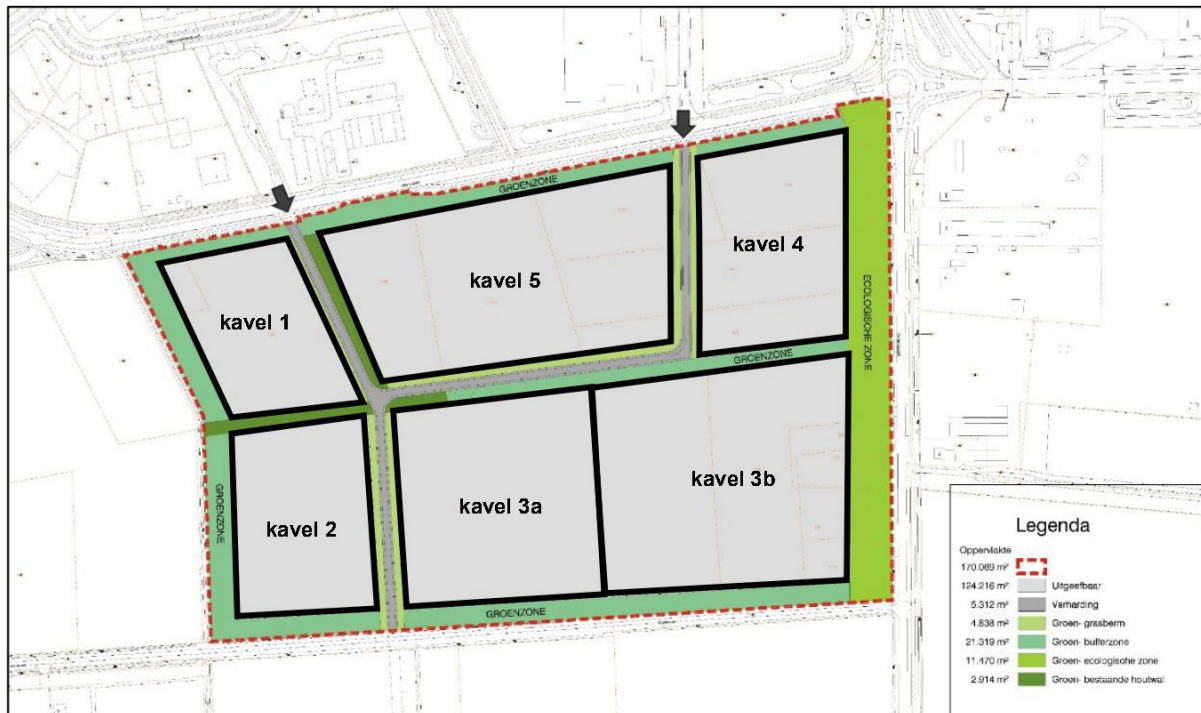 GROENZONE
kavel 4
kavel 5
kavel 1
ECOLOGISCHE ZONE
GROENZONE
kavel 3b
kavel 3a
kavel 2
GROENZONE
GROENZONE
Legenda
Oppervlakte
170.069 m²
124.216 m² Uitgeefbaar
5.312 m² Verharding
4.838 m² Groen- grasberm
21.319 m² Groen- bufferzone
11.470 m² Groen- ecologische zone
2.914 m² Groen- bestaande houtwal